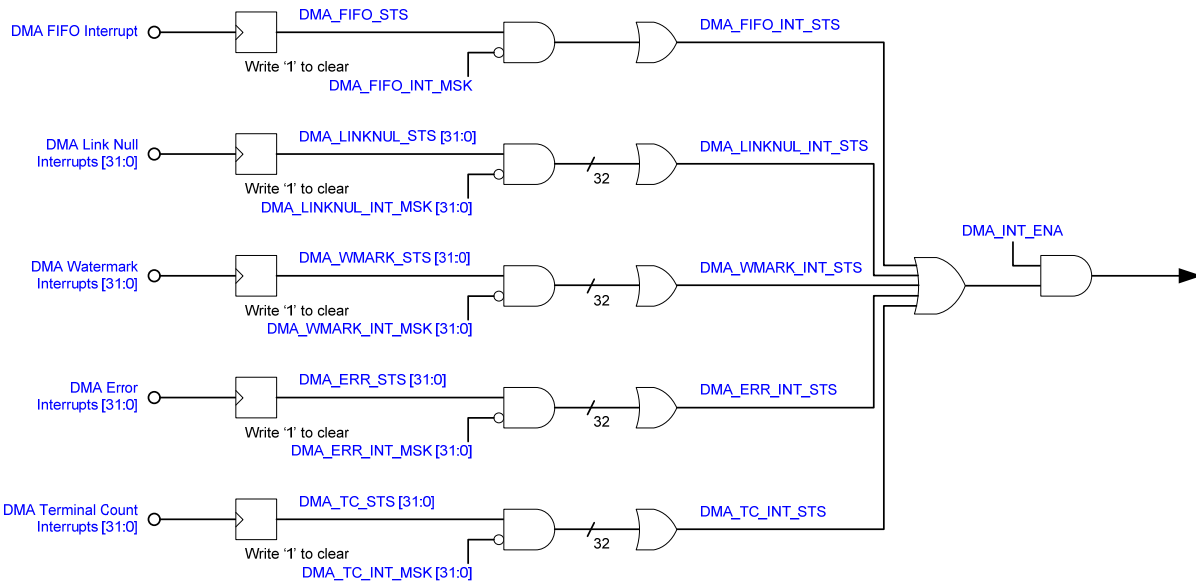 DMA FIFO Interrupt
DMA_FIFO_STS
Write ‘1’ to clear
DMA_FIFO_INT_MSK
DMA_FIFO_INT_STS
DMA Link Null
Interrupts [31:0]
DMA_LINKNUL_STS [31:0]
Write ‘1’ to clear
DMA_LINKNUL_INT_MSK [31:0]
32
DMA_LINKNUL_INT_STS
DMA Watermark
Interrupts [31:0]
DMA_WMARK_STS [31:0]
Write ‘1’ to clear
DMA_WMARK_INT_MSK [31:0]
32
DMA_WMARK_INT_STS
DMA_INT_ENA
DMA Error
Interrupts [31:0]
DMA_ERR_STS [31:0]
Write ‘1’ to clear
DMA_ERR_INT_MSK [31:0]
32
DMA_ERR_INT_STS
DMA Terminal Count
Interrupts [31:0]
DMA_TC_STS [31:0]
Write ‘1’ to clear
DMA_TC_INT_MSK [31:0]
32
DMA_TC_INT_STS